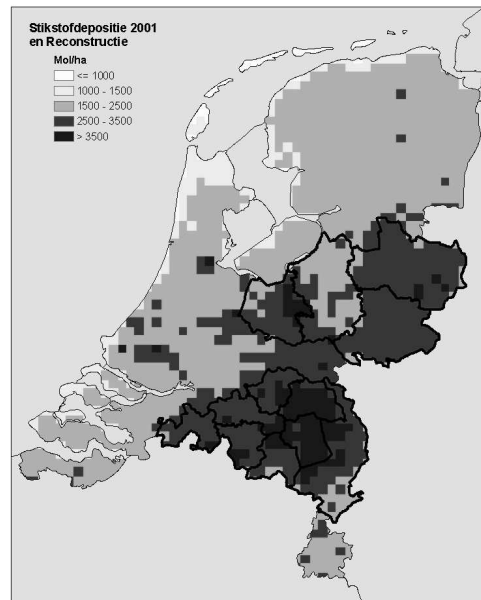 Stikstofdepositie 2001
en Reconstructie
Mol/ha
<= 1000
1000 - 1500
1500 - 2500
2500 - 3500
> 3500